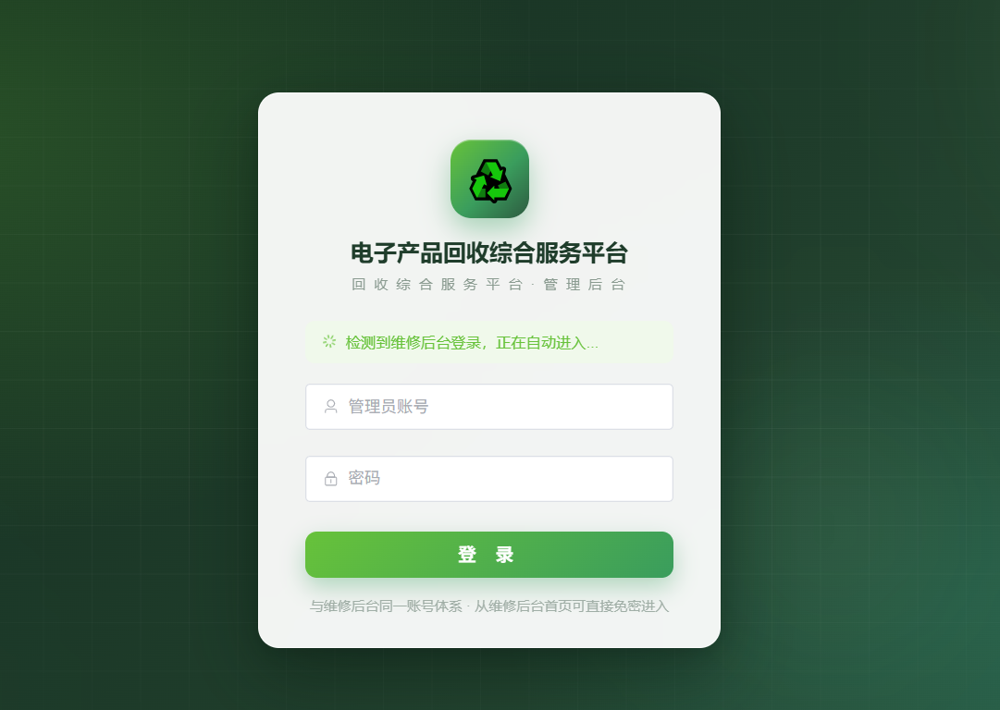 电子产品回收综合服务平台
回收综合服务平台·管理后台
检测到维修后台登录，正在自动进入...
管理员账号
密码
登 录
与维修后台同一账号体系 · 从维修后台首页可直接免密进入